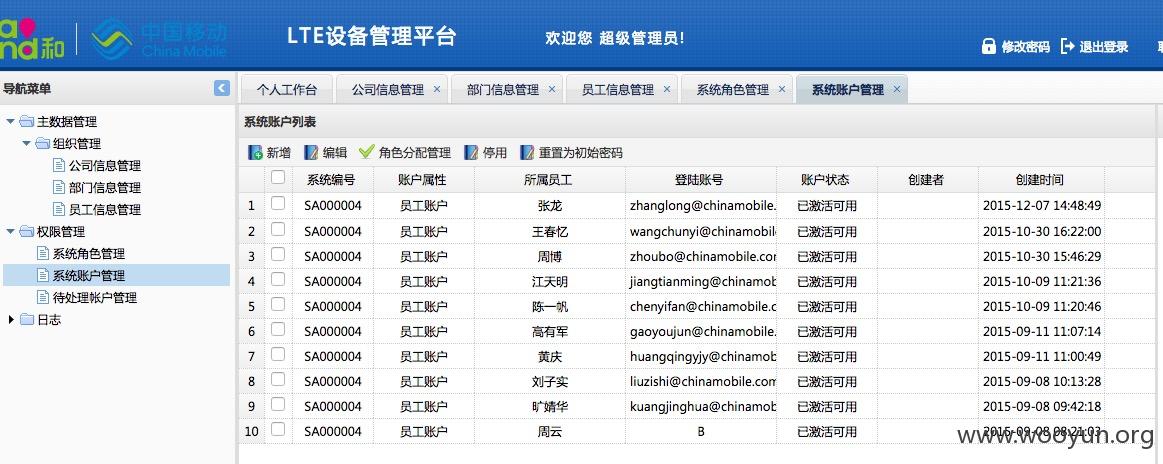 and和 中国移动 China Mobile LTE设备管理平台 欢迎您 超级管理员! 修改密码 退出登录
导航菜单
个人工作台 公司信息管理 × 部门信息管理 × 员工信息管理 × 系统角色管理 × 系统账户管理 ×
主数据管理
组织管理
公司信息管理
部门信息管理
员工信息管理
权限管理
系统角色管理
系统账户管理
待处理帐户管理
日志
系统账户列表
新增 编辑 角色分配管理 停用 重置为初始密码
系统编号 账户属性 所属员工 登陆账号 账户状态 创建者 创建时间
1 SA000004 员工账户 张龙 zhanglong@chinamobile. 已激活可用 2015-12-07 14:48:49
2 SA000004 员工账户 王春忆 wangchunyi@chinamobile. 已激活可用 2015-10-30 16:22:00
3 SA000004 员工账户 周博 zhoubo@chinamobile.cor 已激活可用 2015-10-30 15:46:29
4 SA000004 员工账户 江天明 jiangtianming@chinamobi 已激活可用 2015-10-09 11:21:36
5 SA000004 员工账户 陈一帆 chenyifan@chinamobile.c 已激活可用 2015-10-09 11:20:46
6 SA000004 员工账户 高有军 gaoyoujun@chinamobile. 已激活可用 2015-09-11 11:07:14
7 SA000004 员工账户 黄庆 huangqingyjy@chinamob 已激活可用 2015-09-11 11:00:49
8 SA000004 员工账户 刘子实 liuzishi@chinamobile.com 已激活可用 2015-09-08 10:13:28
9 SA000004 员工账户 旷婧华 kuangjinghua@chinamob 已激活可用 2015-09-08 09:42:18
10 SA000004 员工账户 周云 B 已激活可用 2015-09-08 08:21:03
www.wooyun.org